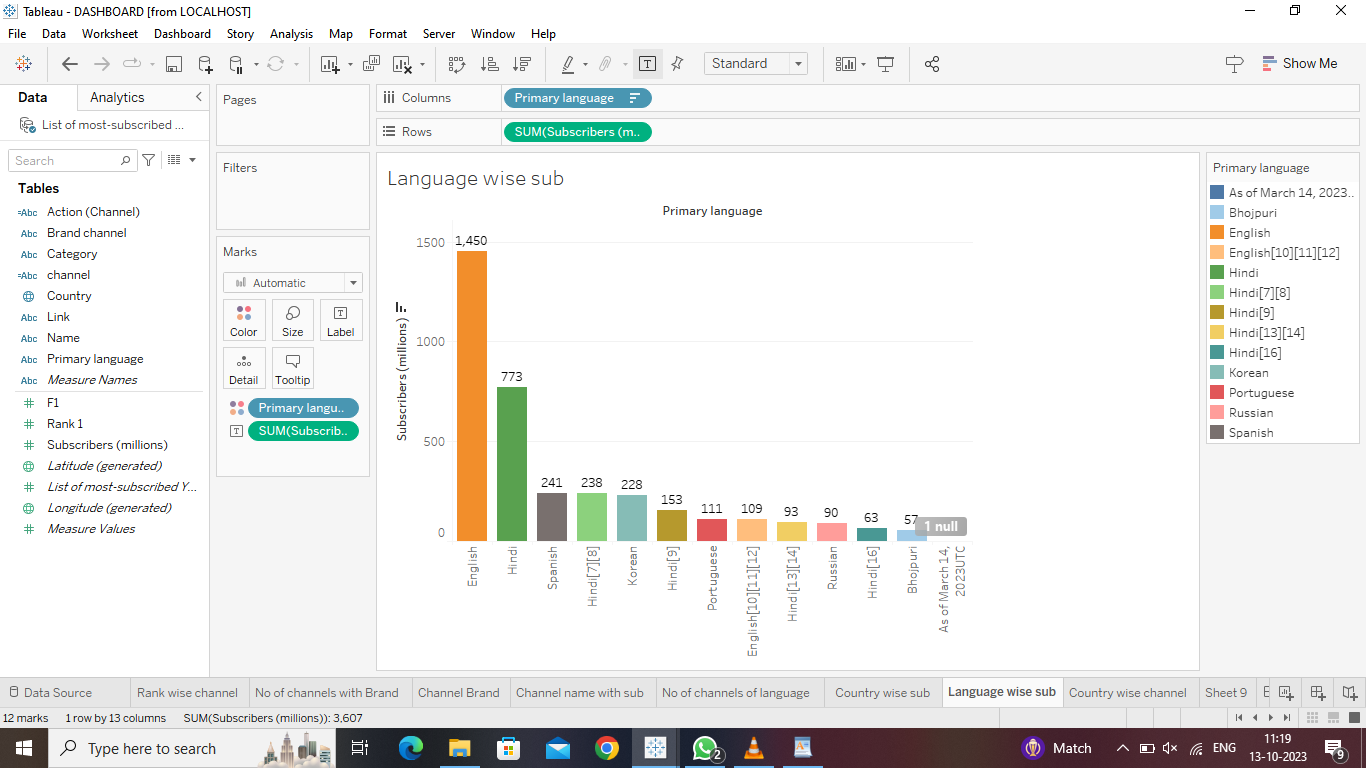 Tableau - DASHBOARD [from LOCALHOST]
File Data Worksheet Dashboard Story Analysis Map Format Server Window Help
Standard
Show Me
Data Analytics
List of most-subscribed ...
Search
Tables
=Abc Action (Channel)
Abc Brand channel
Abc Category
=Abc channel
Country
Abc Link
Abc Name
Abc Primary language
Abc Measure Names
# F1
# Rank 1
# Subscribers (millions)
Latitude (generated)
# List of most-subscribed Y...
Longitude (generated)
# Measure Values
Pages
Filters
Marks
Automatic
Color Size Label
Detail Tooltip
Primary langu..
SUM(Subscrib..
Columns Primary language
Rows SUM(Subscribers (m..
Language wise sub
Primary language
Subscribers (millions)
1500
1000
500
0
1,450
773
241
238
228
153
111
109
93
90
63
57
1 null
English
Hindi
Spanish
Hindi[7][8]
Korean
Hindi[9]
Portuguese
English[10][11][12]
Hindi[13][14]
Russian
Hindi[16]
Bhojpuri
As of March 14,
2023UTC
Primary language
As of March 14, 2023..
Bhojpuri
English
English[10][11][12]
Hindi
Hindi[7][8]
Hindi[9]
Hindi[13][14]
Hindi[16]
Korean
Portuguese
Russian
Spanish
Data Source Rank wise channel No of channels with Brand Channel Brand Channel name with sub No of channels of language Country wise sub Language wise sub Country wise channel Sheet 9
12 marks 1 row by 13 columns SUM(Subscribers (millions)): 3,607
Type here to search
2
Match
ENG
11:19
13-10-2023
9